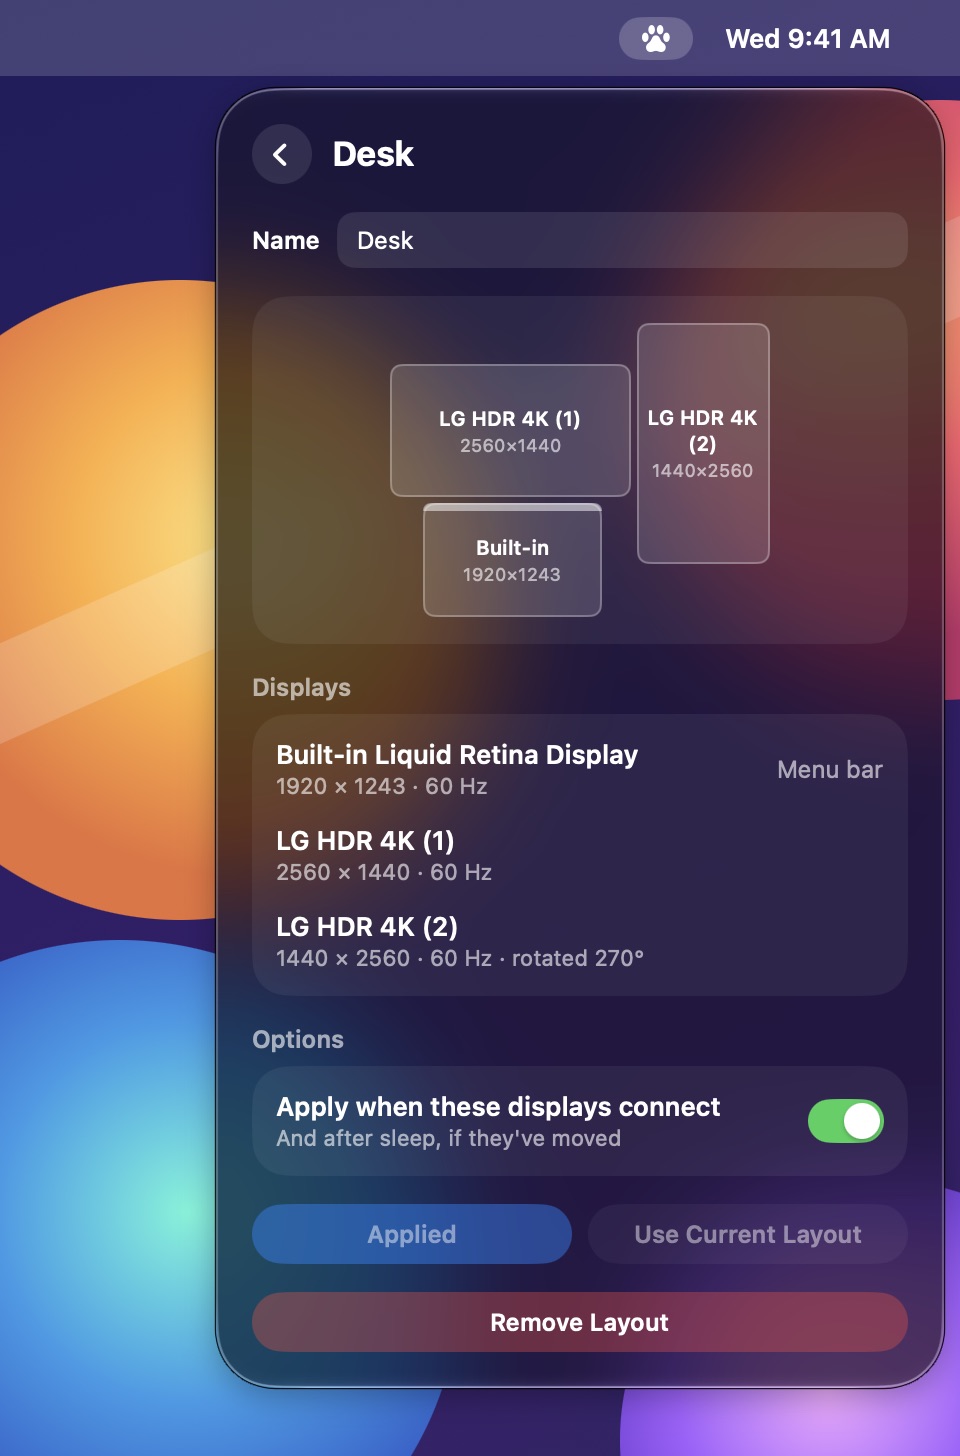 Wed 9:41 AM
Desk
Name
Desk
LG HDR 4K (1)
2560×1440
LG HDR 4K
(2)
1440×2560
Built-in
1920×1243
Displays
Built-in Liquid Retina Display
1920 × 1243 · 60 Hz
Menu bar
LG HDR 4K (1)
2560 × 1440 · 60 Hz
LG HDR 4K (2)
1440 × 2560 · 60 Hz · rotated 270°
Options
Apply when these displays connect
And after sleep, if they've moved
Applied
Use Current Layout
Remove Layout